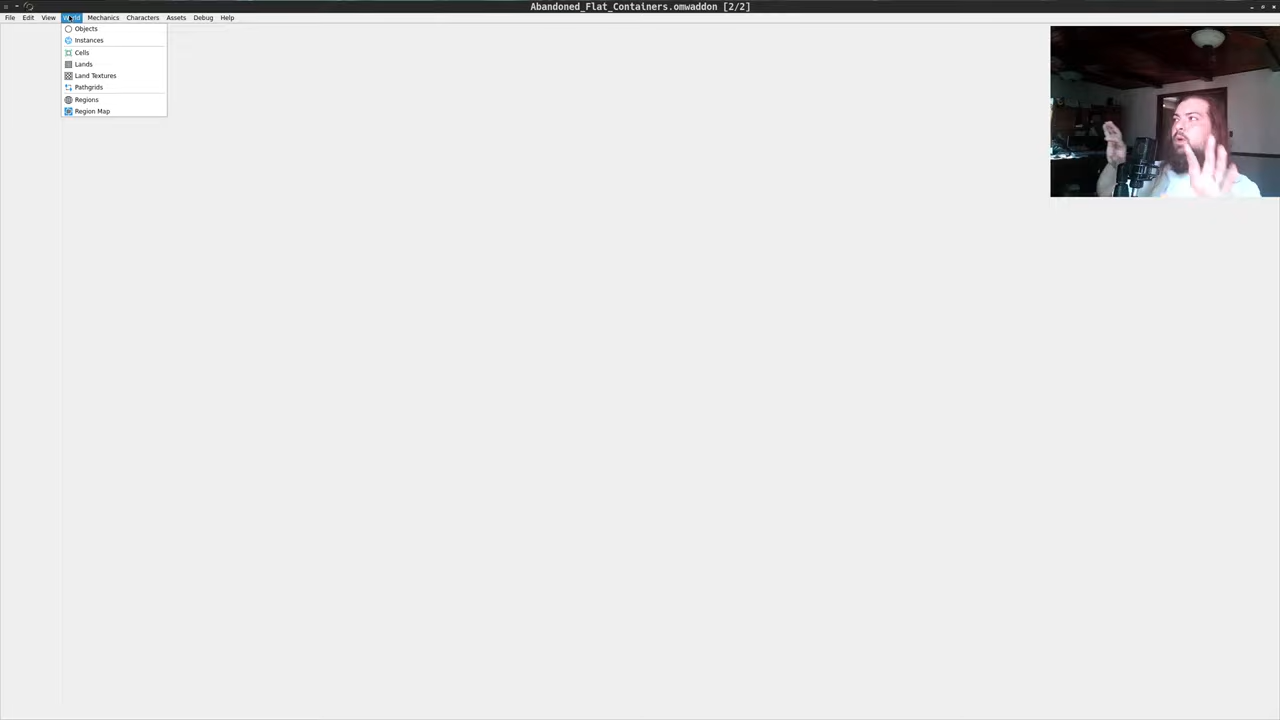 Abandoned_Flat_Containers.omwaddon [2/2]
File Edit View World Mechanics Characters Assets Debug Help
Objects
Instances
Cells
Lands
Land Textures
Pathgrids
Regions
Region Map